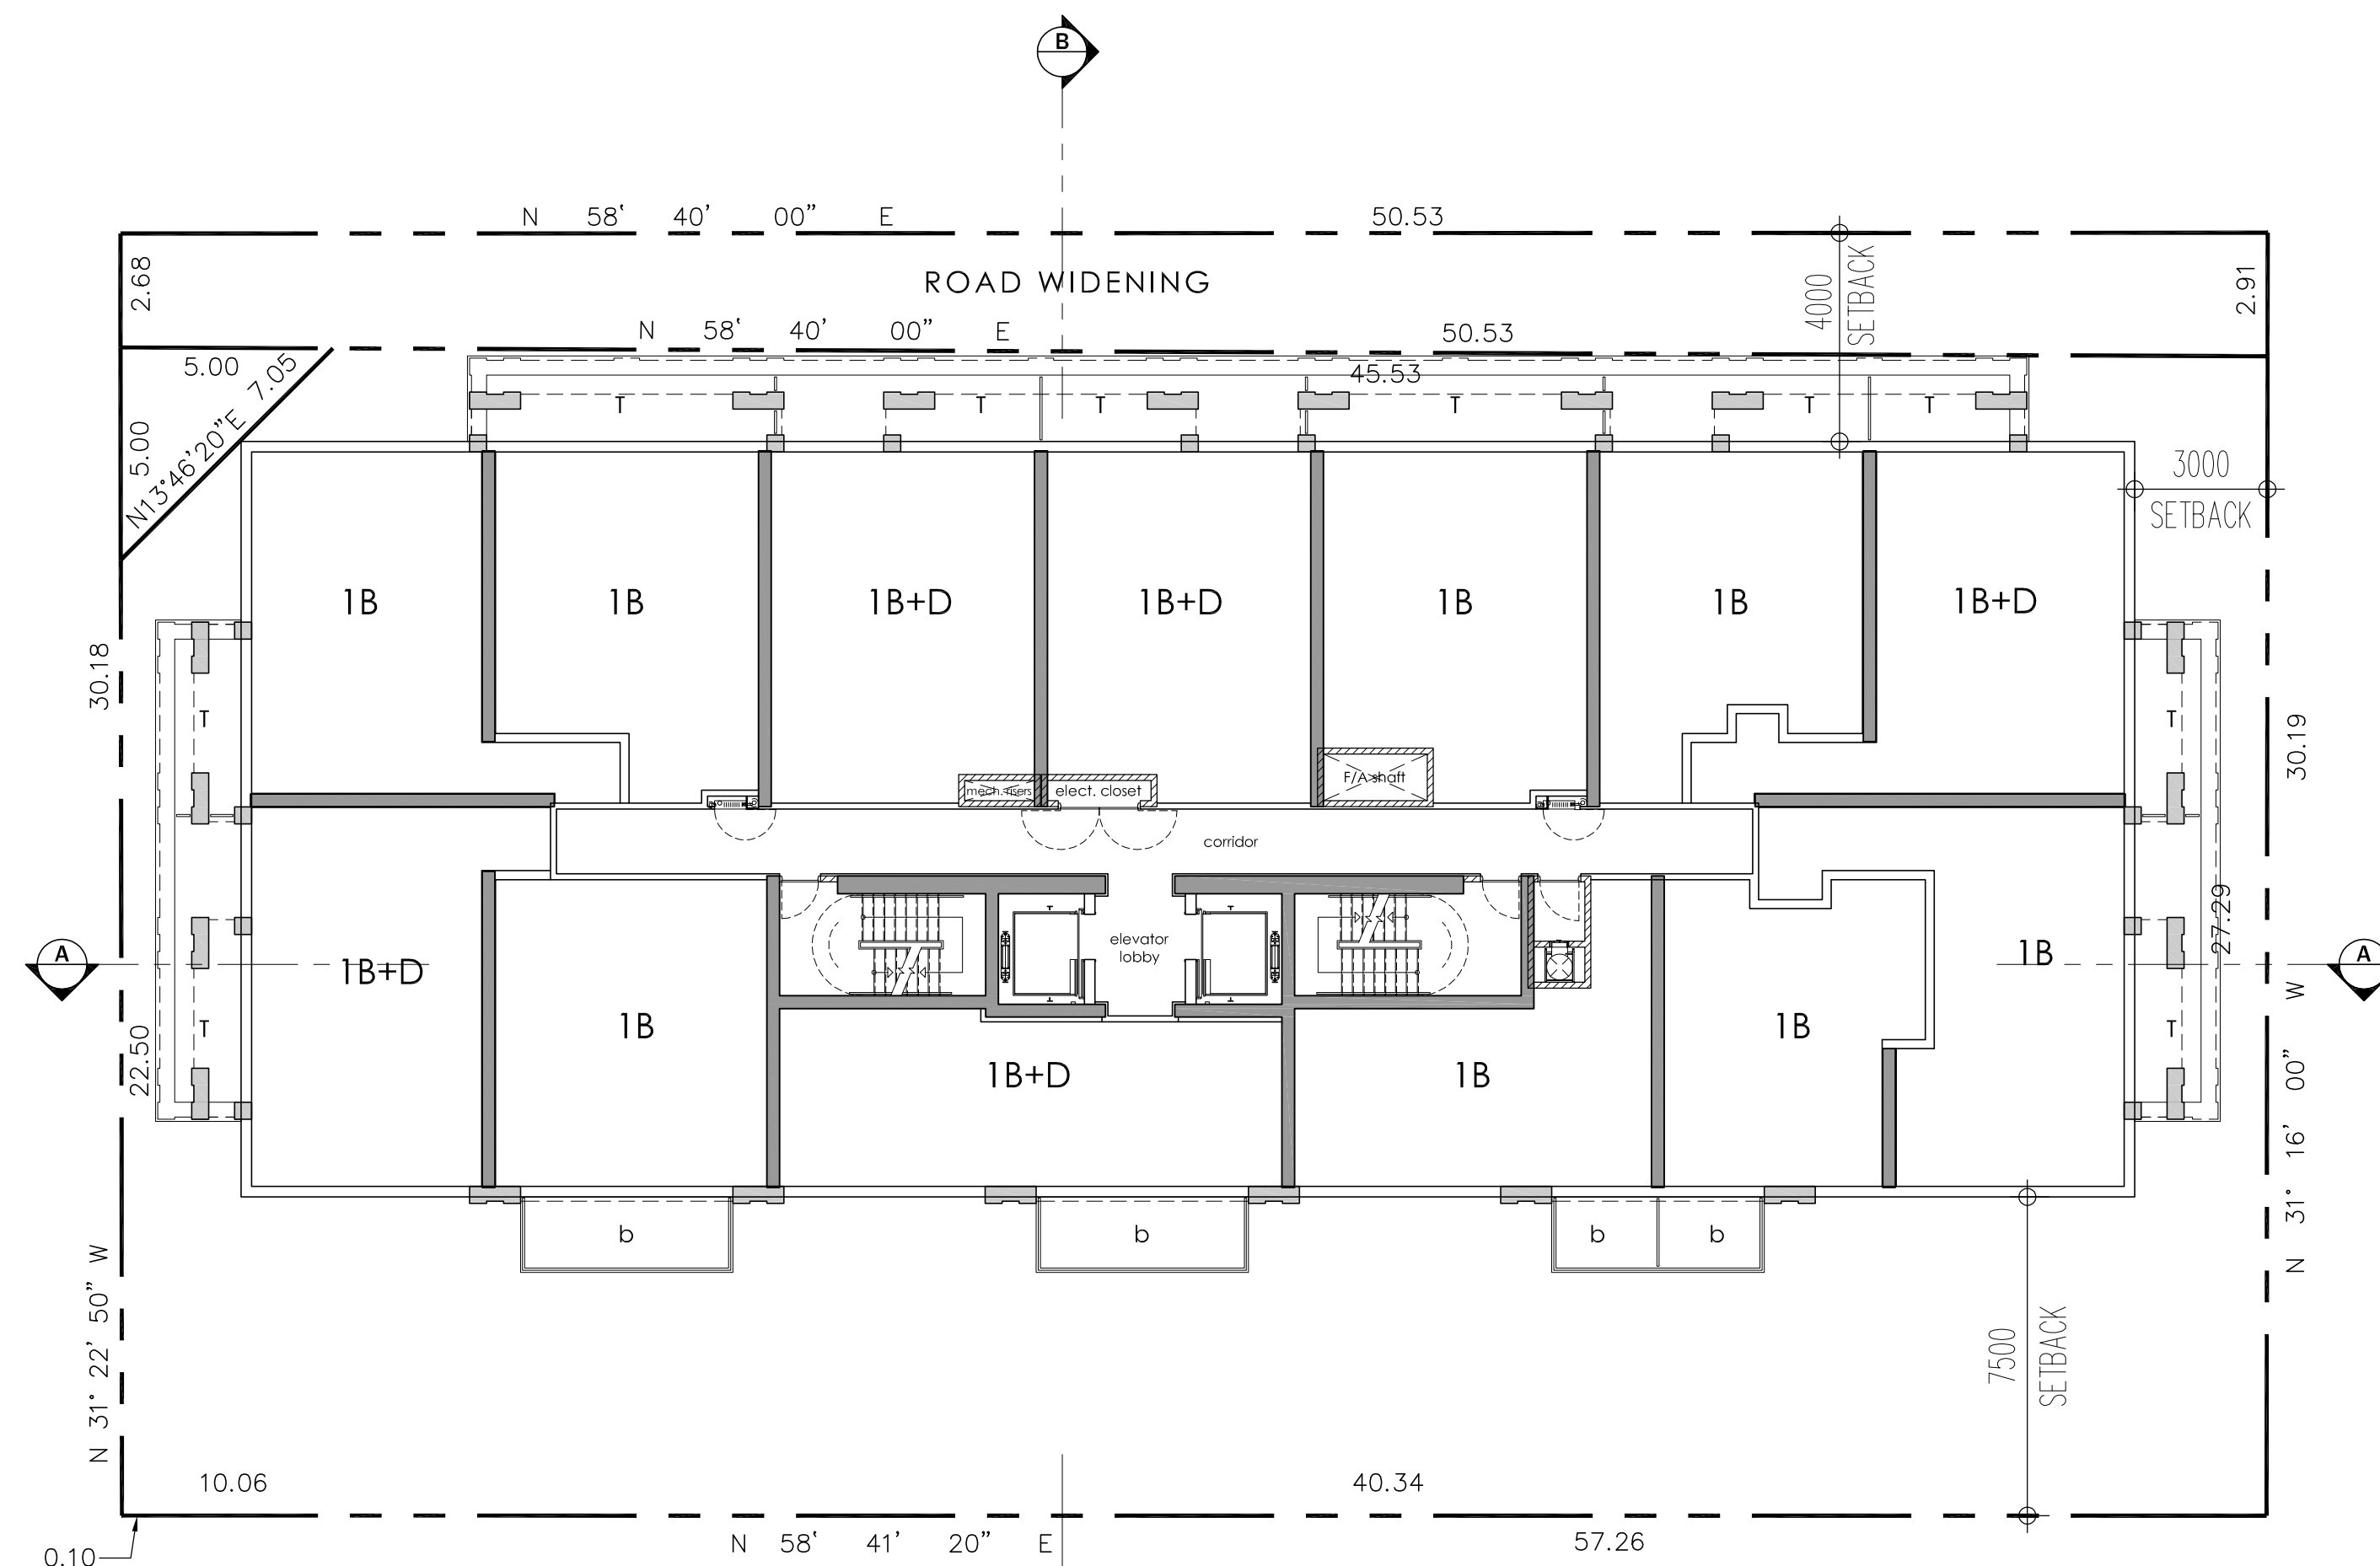 B
N 58‘ 40’ 00” E
50.53
ROAD WIDENING
2.68
4000
SETBACK
2.91
N 58‘ 40’ 00” E
50.53
5.00
7.05
45.53
T
T
T
T
T
T
5.00
N13°46’20”E
3000
SETBACK
1B
1B
1B+D
1B+D
1B
1B
1B+D
30.18
T
T
30.19
mech. risers
elect. closet
F/A shaft
corridor
27.29
A
1B+D
elevator
lobby
1B
A
T
22.50
1B
1B+D
1B
1B
T
N 31° 16’ 00” W
b
b
b
b
N 31° 22’ 50” W
7500
SETBACK
10.06
40.34
N 58‘ 41’ 20” E
57.26
0.10